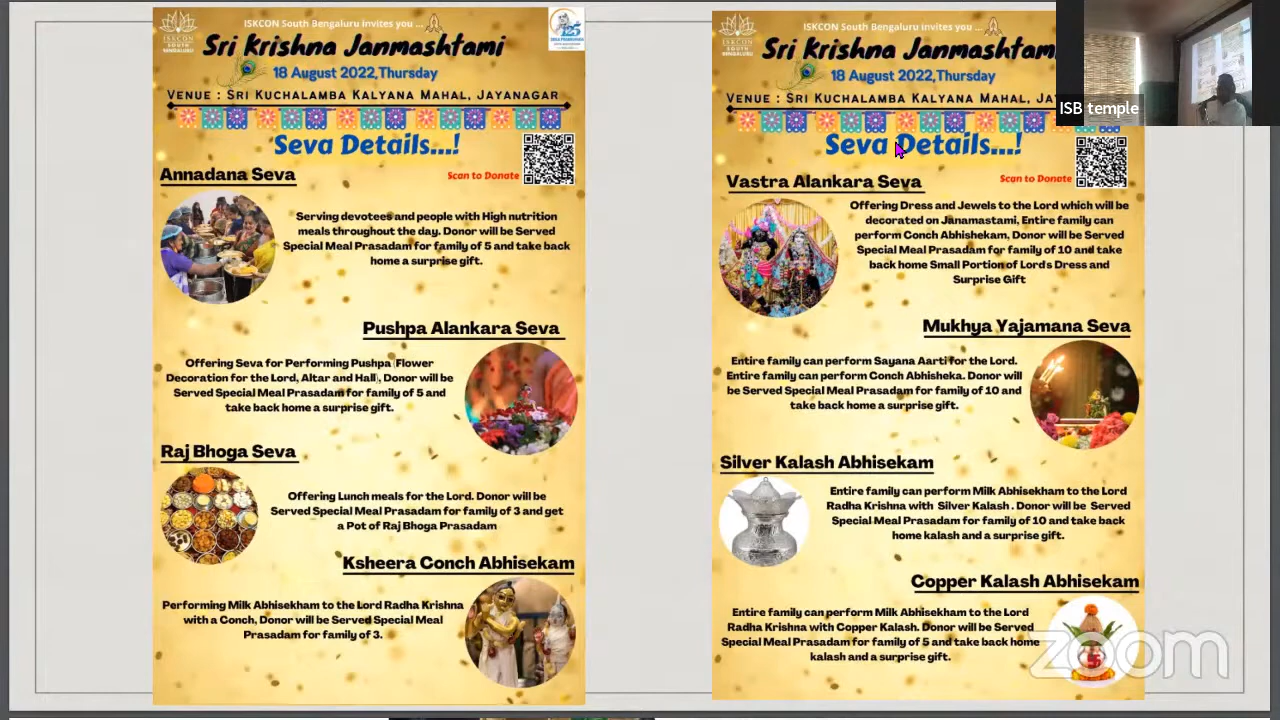 ISKCON South Bengaluru invites you ...
ISKCON
SOUTH
BENGALURU
125
Sri Krishna Janmashtami
18 August 2022,Thursday
Venue : Sri Kuchalamba Kalyana Mahal, Jayanagar
Seva Details...!
Scan to Donate
Annadana Seva
Serving devotees and people with High nutrition
meals throughout the day. Donor will be Served
Special Meal Prasadam for family of 5 and take back
home a surprise gift.
Pushpa Alankara Seva
Offering Seva for Performing Pushpa (Flower
Decoration for the Lord, Altar and Hall), Donor will be
Served Special Meal Prasadam for family of 5 and
take back home a surprise gift.
Raj Bhoga Seva
Offering Lunch meals for the Lord. Donor will be
Served Special Meal Prasadam for family of 3 and get
a Pot of Raj Bhoga Prasadam
Ksheera Conch Abhisekam
Performing Milk Abhisekham to the Lord Radha Krishna
with a Conch, Donor will be Served Special Meal
Prasadam for family of 3.
ISKCON South Bengaluru invites you ...
ISKCON
SOUTH
BENGALURU
Sri Krishna Janmashtam
18 August 2022,Thursday
Venue : Sri Kuchalamba Kalyana Mahal, Jay
Seva Details...!
Scan to Donate
Vastra Alankara Seva
Offering Dress and Jewels to the Lord which will be
decorated on Janamastami, Entire family can
perform Conch Abhishekam, Donor will be Served
Special Meal Prasadam for family of 10 and take
back home Small Portion of Lord's Dress and
Surprise Gift
Mukhya Yajamana Seva
Entire family can perform Sayana Aarti for the Lord.
Entire family can perform Conch Abhisheka. Donor will
be Served Special Meal Prasadam for family of 10 and
take back home a surprise gift.
Silver Kalash Abhisekam
Entire family can perform Milk Abhisekham to the Lord
Radha Krishna with Silver Kalash . Donor will be Served
Special Meal Prasadam for family of 10 and take back
home kalash and a surprise gift.
Copper Kalash Abhisekam
Entire family can perform Milk Abhisekham to the Lord
Radha Krishna with Copper Kalash. Donor will be Served
Special Meal Prasadam for family of 5 and take back home
kalash and a surprise gift.
ISB temple
zoom